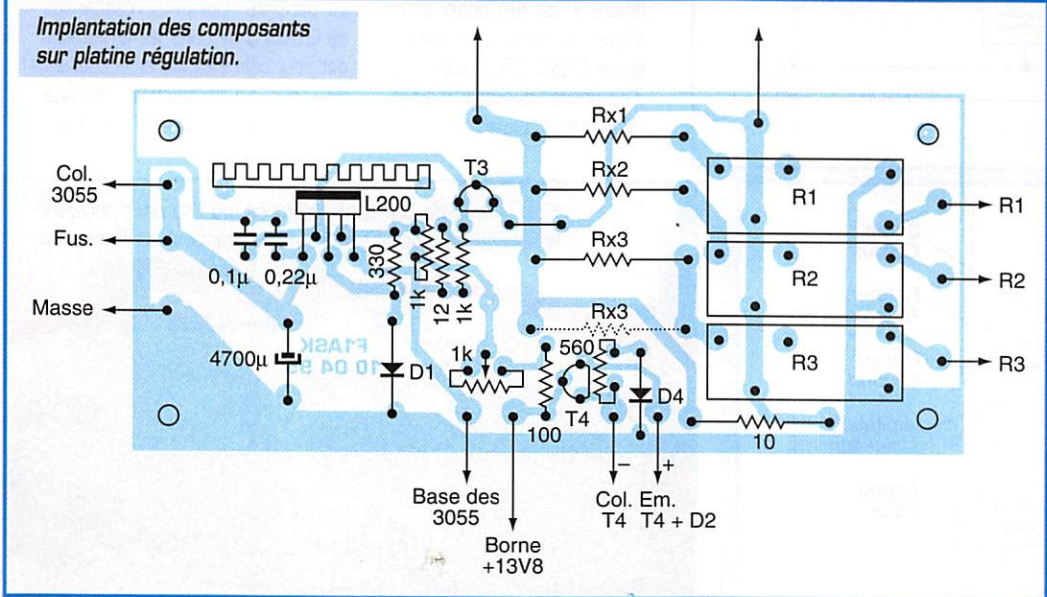 Implantation des composants
sur platine régulation.
Rx1
Rx2
Rx3
Rx3
T3
L200
R1
R2
R3
R1
R2
R3
Col.
3055
Fus.
Masse
0,1µ
0,22µ
330
1k
12
1k
4700µ
D1
1k
F1ASK
10 04 95
560
T4
D4
100
10
Base des
3055
Borne
+13V8
−
+
Col. Em.
T4 T4 + D2